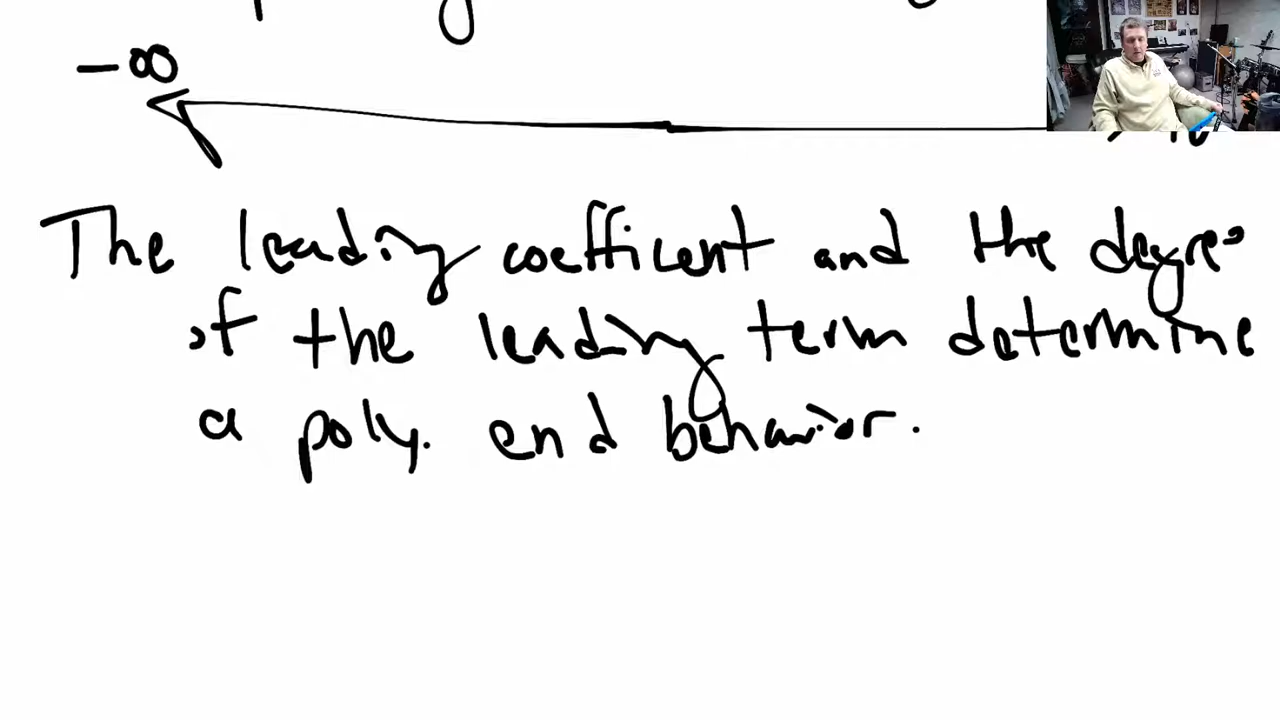 -∞
The leading coefficent and the degree
of the leading term determine
a poly. end behavior.